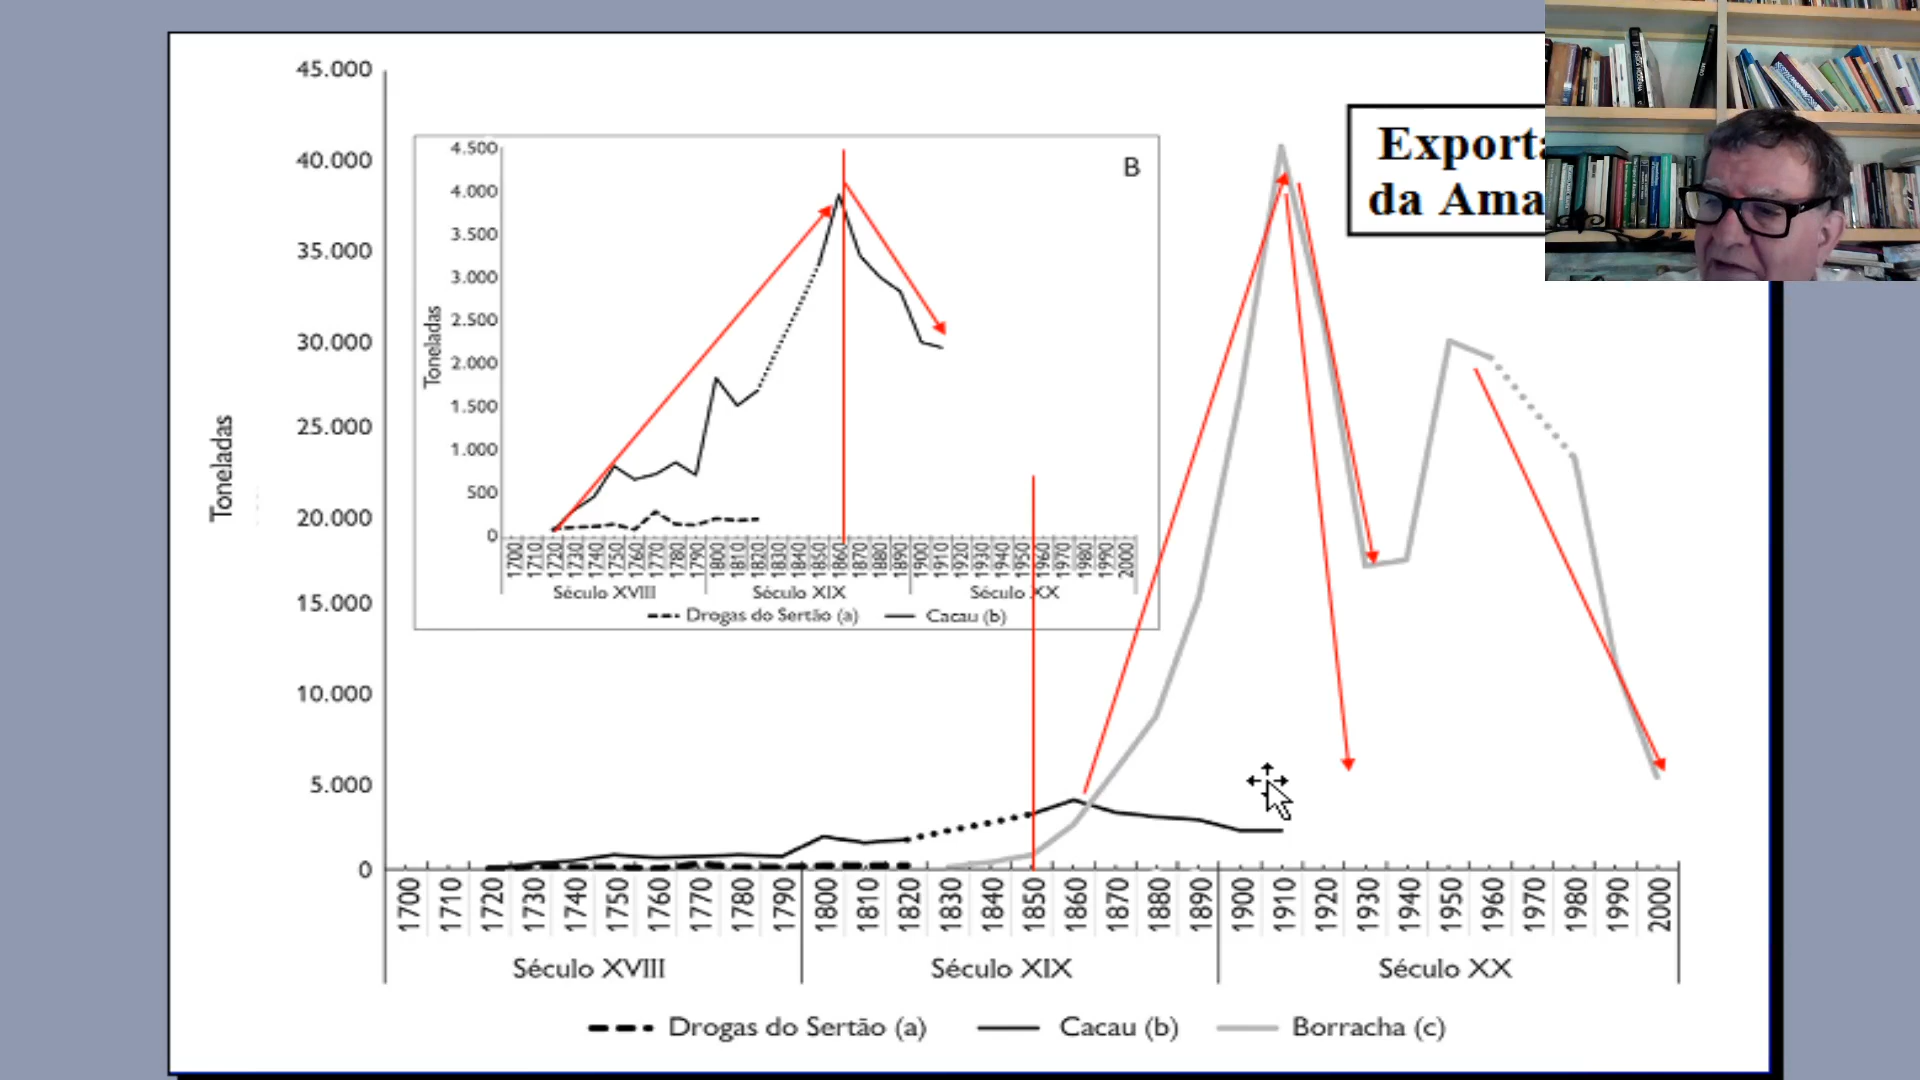 Exporta
da Ama
45.000
40.000
35.000
30.000
25.000
20.000
15.000
10.000
5.000
0
Toneladas
B
4.500
4.000
3.500
3.000
2.500
2.000
1.500
1.000
500
0
Toneladas
1700 1710 1720 1730 1740 1750 1760 1770 1780 1790 1800 1810 1820 1830 1840 1850 1860 1870 1880 1890 1900 1910 1920 1930 1940 1950 1960 1970 1980 1990 2000
Século XVIII Século XIX Século XX
Drogas do Sertão (a) Cacau (b)
1700 1710 1720 1730 1740 1750 1760 1770 1780 1790 1800 1810 1820 1830 1840 1850 1860 1870 1880 1890 1900 1910 1920 1930 1940 1950 1960 1970 1980 1990 2000
Século XVIII Século XIX Século XX
Drogas do Sertão (a) Cacau (b) Borracha (c)